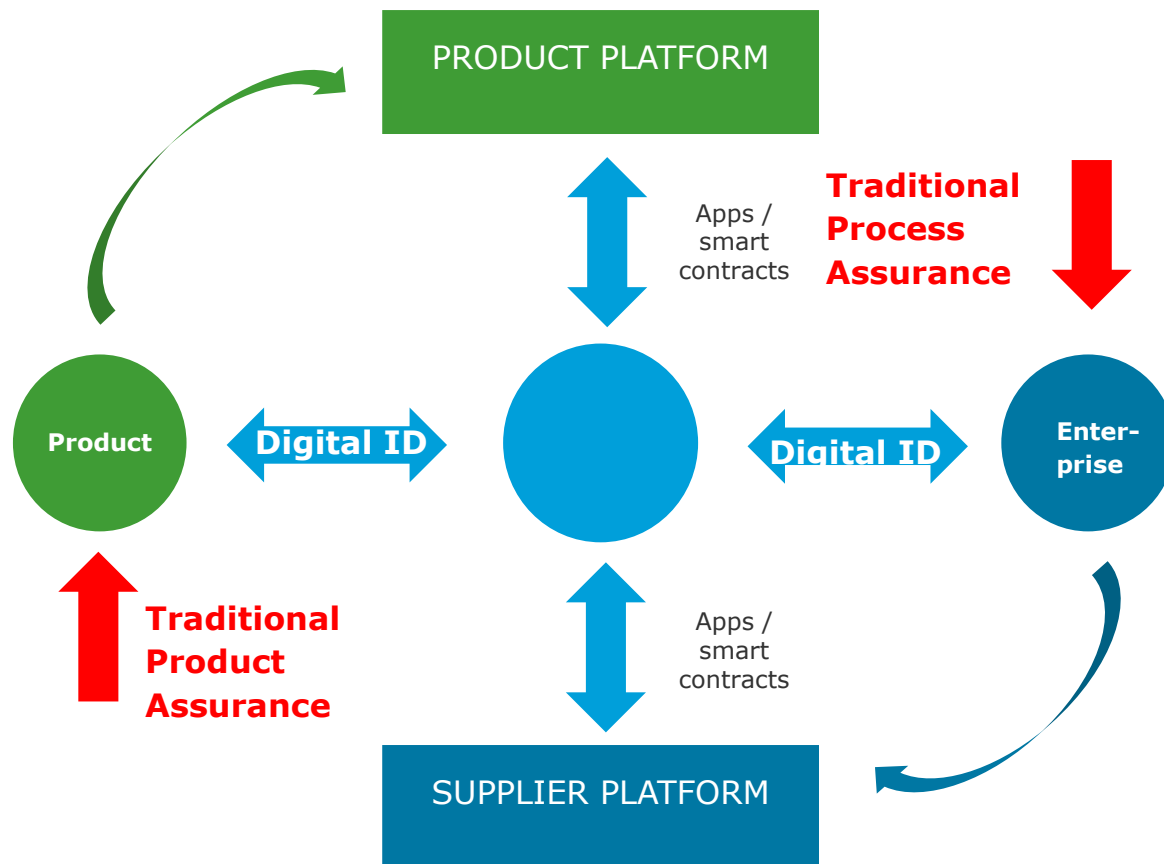 PRODUCT PLATFORM
Apps /
smart
contracts
Traditional
Process
Assurance
Product
Digital ID
Digital ID
Enter-
prise
Traditional
Product
Assurance
Apps /
smart
contracts
SUPPLIER PLATFORM